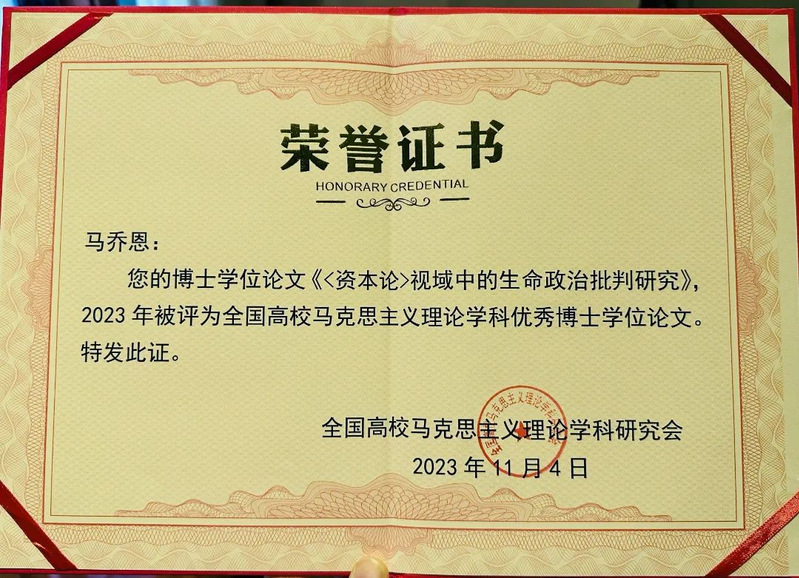 荣誉证书
HONORARY CREDENTIAL
马乔恩：
您的博士学位论文《<资本论>视域中的生命政治批判研究》,
2023 年被评为全国高校马克思主义理论学科优秀博士学位论文。
特发此证。
全国高校马克思主义理论学科研究会
2023 年 11 月 4 日